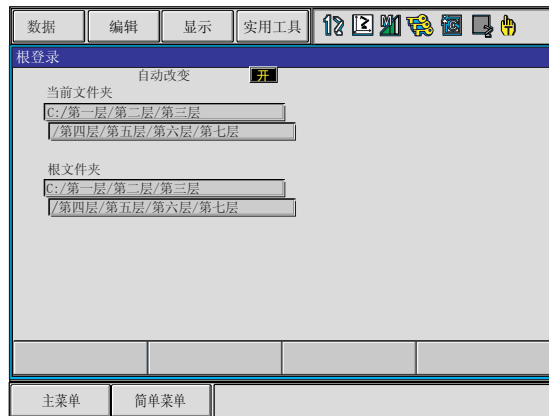 数据 编辑 显示 实用工具
根登录
自动改变 开
当前文件夹
C:/第一层/第二层/第三层
/第四层/第五层/第六层/第七层
根文件夹
C:/第一层/第二层/第三层
/第四层/第五层/第六层/第七层
主菜单 简单菜单